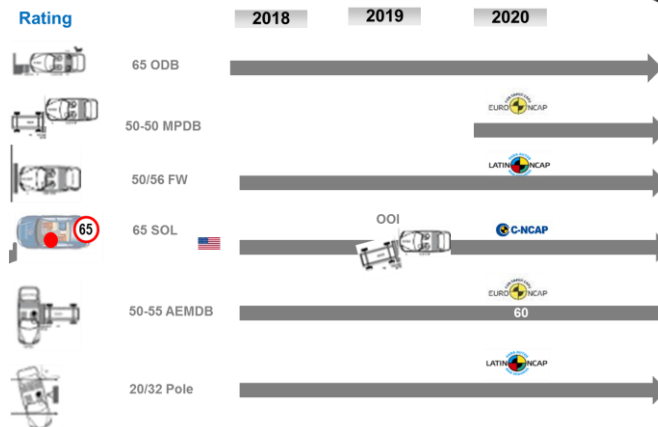 Rating 2018 2019 2020
65 ODB
EURO NCAP
50-50 MPDB
LATIN NCAP
50/56 FW
65 65 SOL OOI C-NCAP
EURO NCAP
50-55 AEMDB 60
LATIN NCAP
20/32 Pole